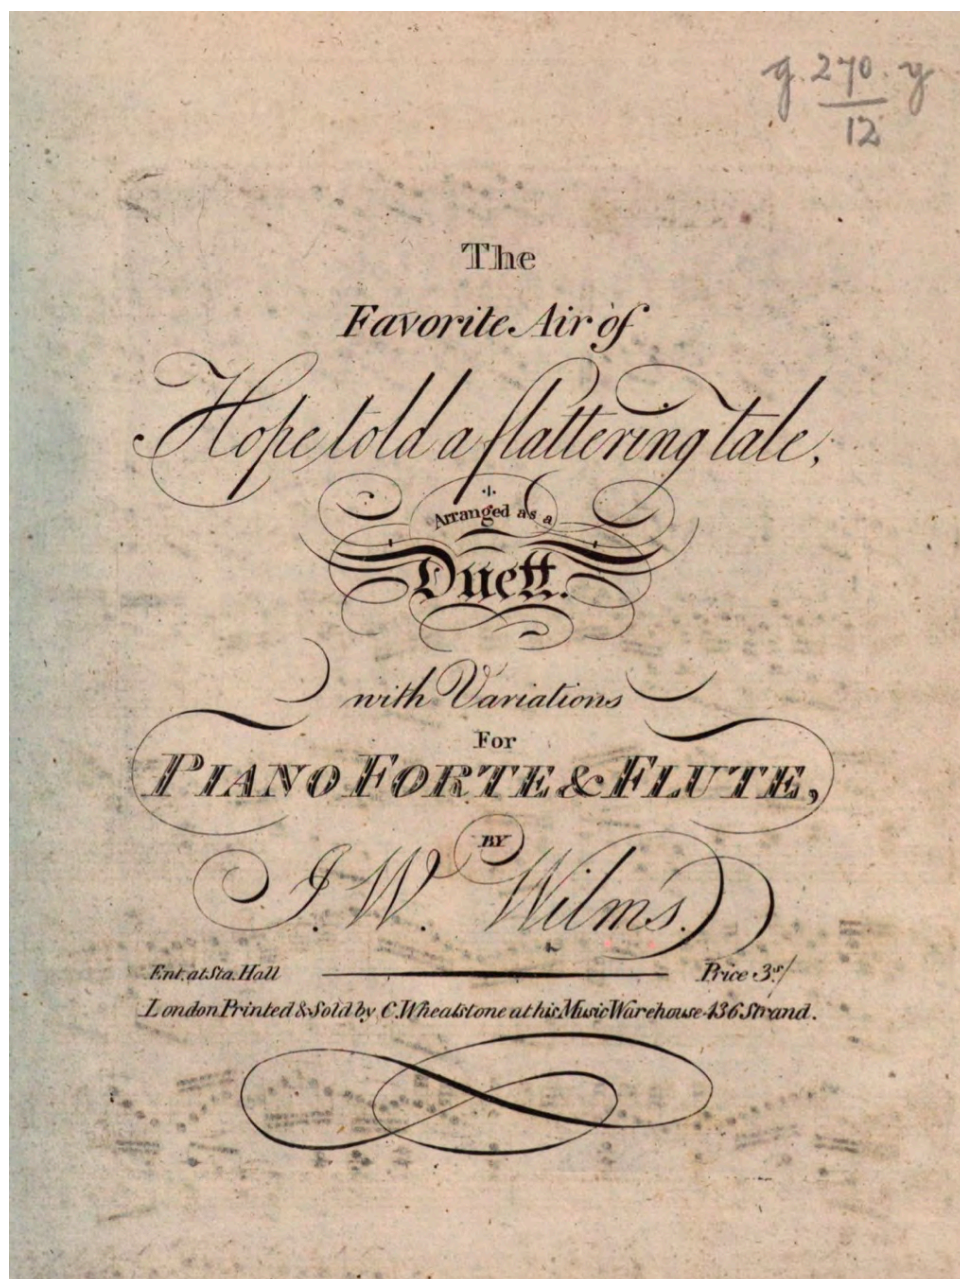 g. 270. y
12
The
Favorite Air of
Hope told a flattering tale,
Arranged as a
Duett.
with Variations
For
PIANO FORTE & FLUTE,
BY
J. W. Wilms.
Ent. at Sta. Hall
Price 3s/
London Printed & Sold by C. Wheatstone at his Music Warehouse 436 Strand.